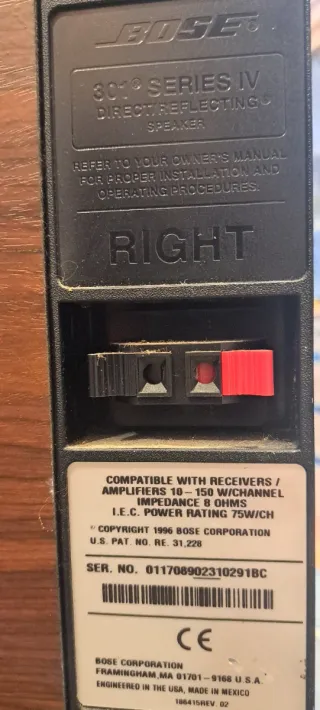 BOSE®
301® SERIES IV
DIRECT/REFLECTING®
SPEAKER
REFER TO YOUR OWNER'S MANUAL
FOR PROPER INSTALLATION AND
OPERATING PROCEDURES.
RIGHT
COMPATIBLE WITH RECEIVERS /
AMPLIFIERS 10 – 150 W/CHANNEL
IMPEDANCE 8 OHMS
I.E.C. POWER RATING 75W/CH
© COPYRIGHT 1996 BOSE CORPORATION
U.S. PAT. NO. RE. 31,228
SER. NO. 011708902310291BC
CE
BOSE CORPORATION
FRAMINGHAM,MA 01701 – 9168 U.S.A.
ENGINEERED IN THE USA, MADE IN MEXICO
186415REV. 02